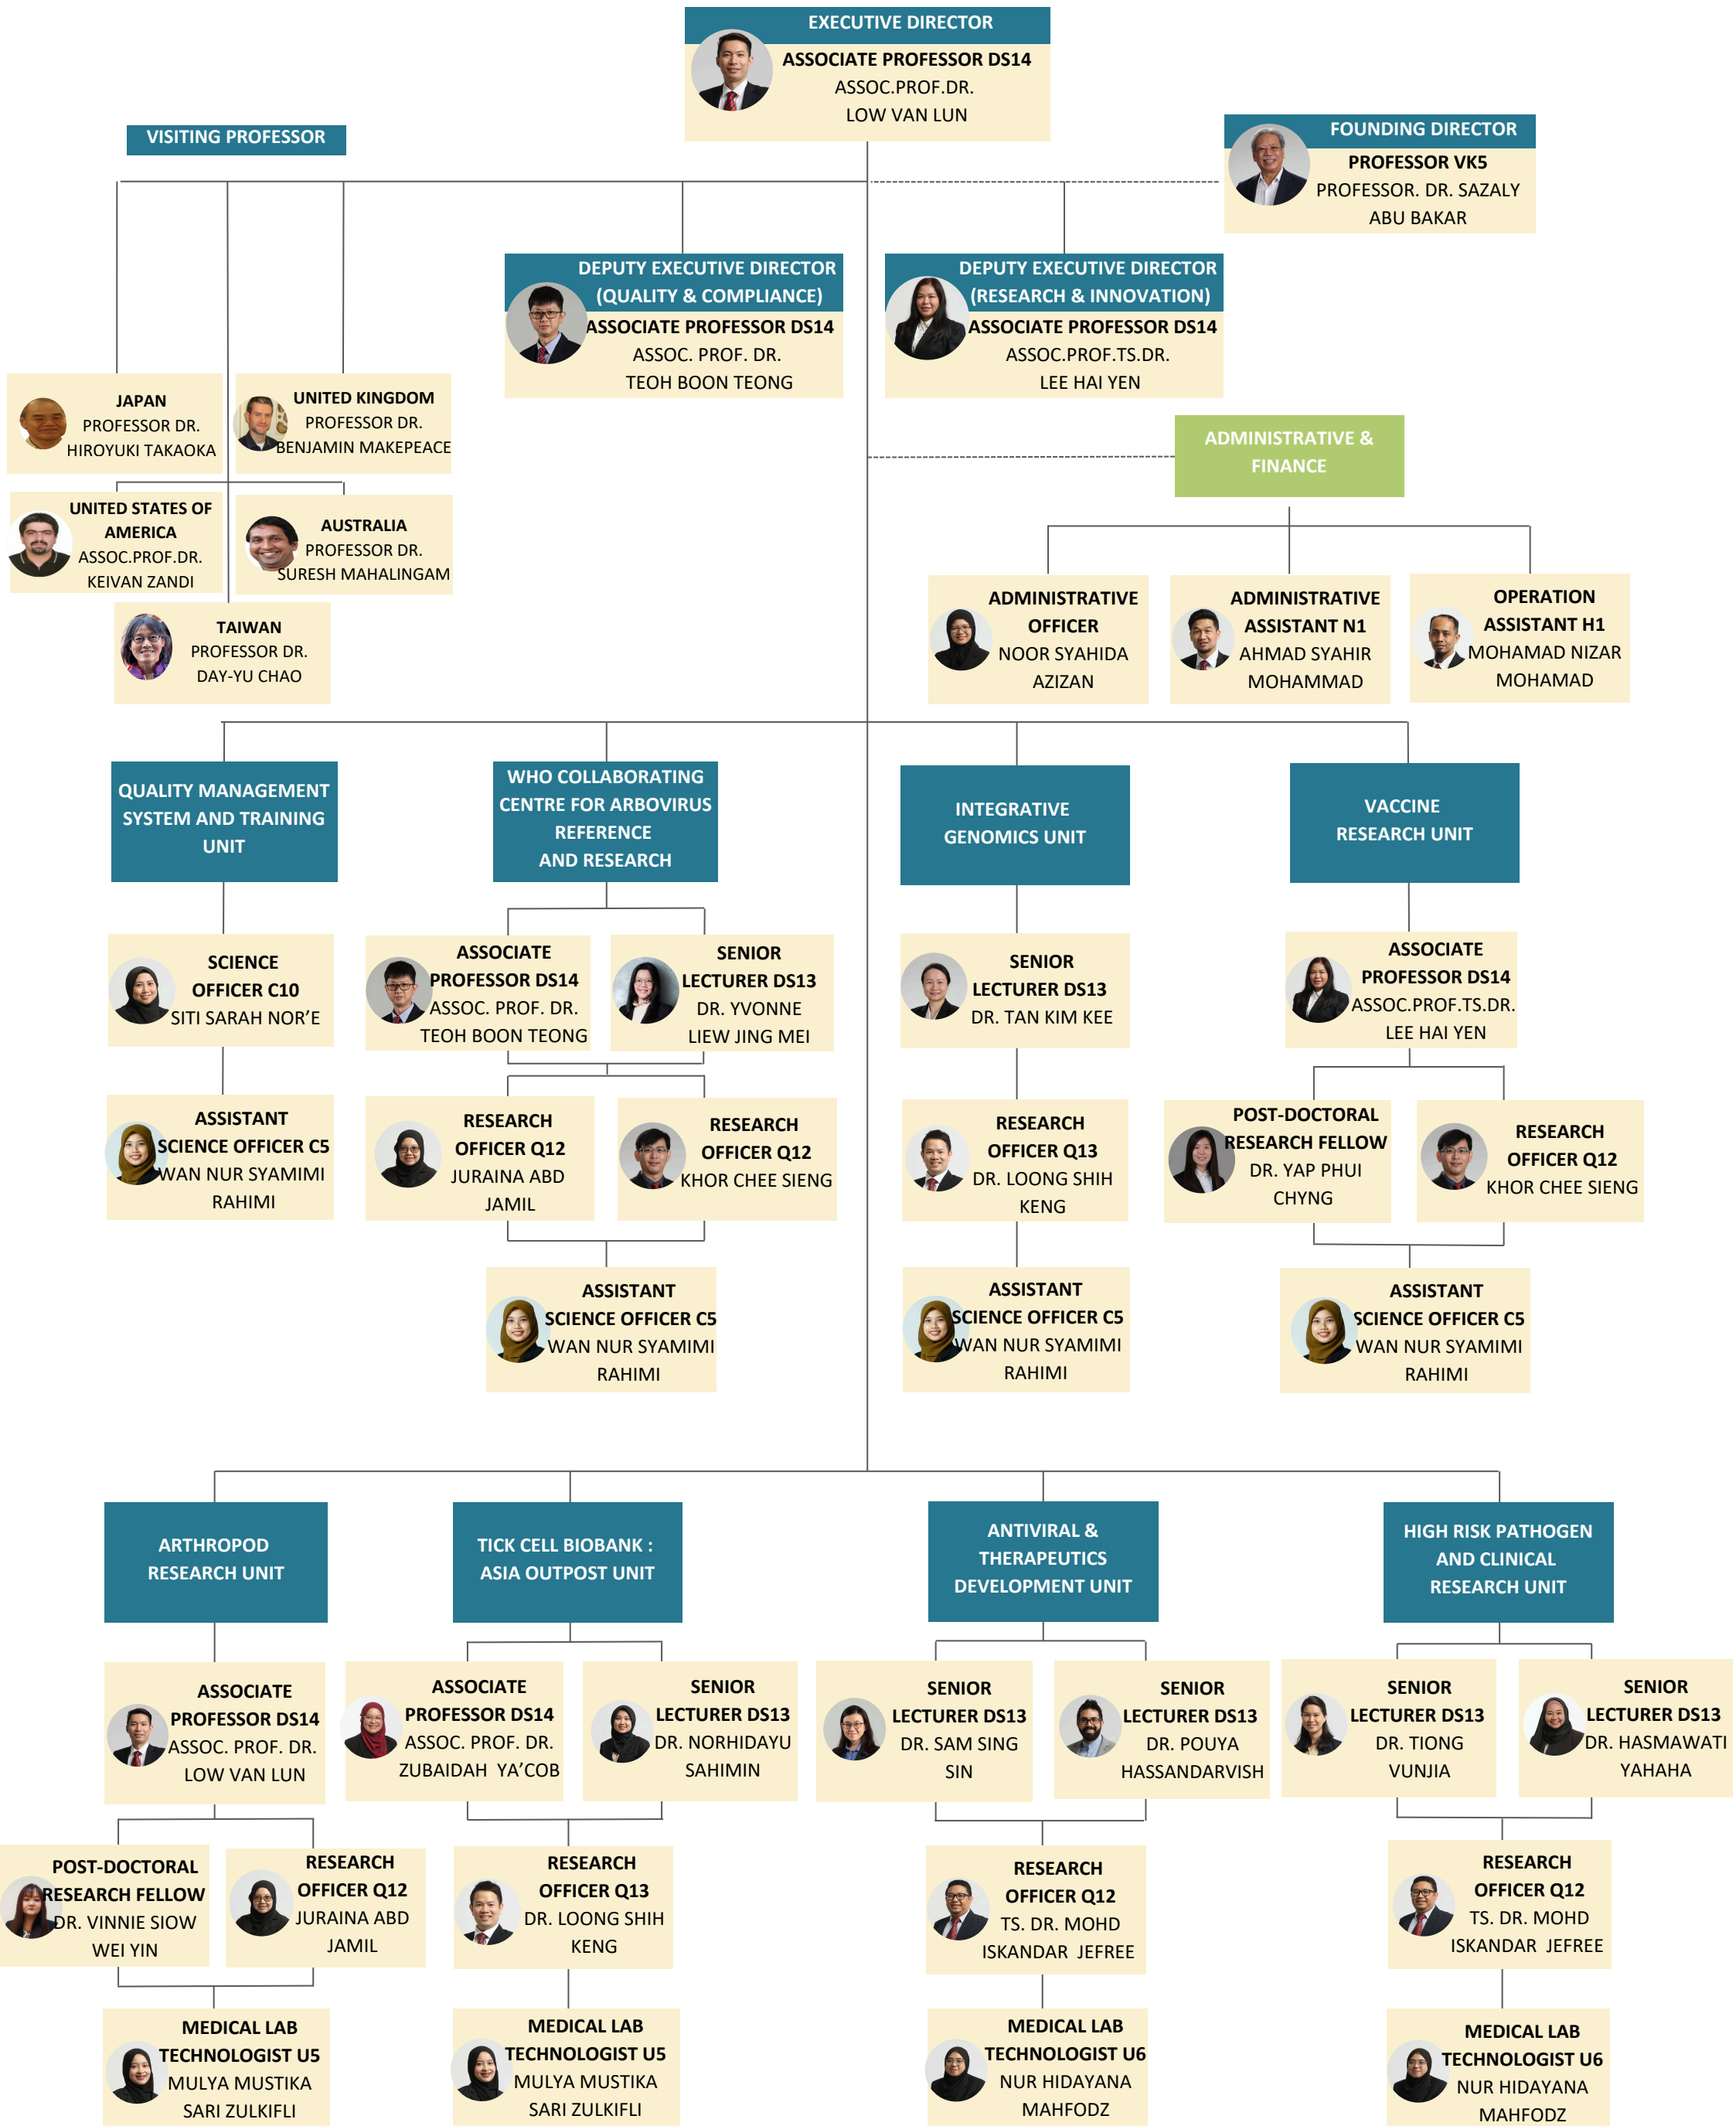 EXECUTIVE DIRECTOR
ASSOCIATE PROFESSOR DS14
ASSOC.PROF.DR.
LOW VAN LUN
VISITING PROFESSOR
FOUNDING DIRECTOR
PROFESSOR VK5
PROFESSOR. DR. SAZALY
ABU BAKAR
DEPUTY EXECUTIVE DIRECTOR
(QUALITY & COMPLIANCE)
ASSOCIATE PROFESSOR DS14
ASSOC. PROF. DR.
TEOH BOON TEONG
DEPUTY EXECUTIVE DIRECTOR
(RESEARCH & INNOVATION)
ASSOCIATE PROFESSOR DS14
ASSOC.PROF.TS.DR.
LEE HAI YEN
JAPAN
PROFESSOR DR.
HIROYUKI TAKAOKA
UNITED KINGDOM
PROFESSOR DR.
BENJAMIN MAKEPEACE
UNITED STATES OF
AMERICA
ASSOC.PROF.DR.
KEIVAN ZANDI
AUSTRALIA
PROFESSOR DR.
SURESH MAHALINGAM
TAIWAN
PROFESSOR DR.
DAY-YU CHAO
ADMINISTRATIVE &
FINANCE
ADMINISTRATIVE
OFFICER
NOOR SYAHIDA
AZIZAN
ADMINISTRATIVE
ASSISTANT N1
AHMAD SYAHIR
MOHAMMAD
OPERATION
ASSISTANT H1
MOHAMAD NIZAR
MOHAMAD
QUALITY MANAGEMENT
SYSTEM AND TRAINING
UNIT
WHO COLLABORATING
CENTRE FOR ARBOVIRUS
REFERENCE
AND RESEARCH
INTEGRATIVE
GENOMICS UNIT
VACCINE
RESEARCH UNIT
SCIENCE
OFFICER C10
SITI SARAH NOR’E
ASSOCIATE
PROFESSOR DS14
ASSOC. PROF. DR.
TEOH BOON TEONG
SENIOR
LECTURER DS13
DR. YVONNE
LIEW JING MEI
SENIOR
LECTURER DS13
DR. TAN KIM KEE
ASSOCIATE
PROFESSOR DS14
ASSOC.PROF.TS.DR.
LEE HAI YEN
ASSISTANT
SCIENCE OFFICER C5
WAN NUR SYAMIMI
RAHIMI
RESEARCH
OFFICER Q12
JURAINA ABD
JAMIL
RESEARCH
OFFICER Q12
KHOR CHEE SIENG
RESEARCH
OFFICER Q13
DR. LOONG SHIH
KENG
POST-DOCTORAL
RESEARCH FELLOW
DR. YAP PHUI
CHYNG
RESEARCH
OFFICER Q12
KHOR CHEE SIENG
ASSISTANT
SCIENCE OFFICER C5
WAN NUR SYAMIMI
RAHIMI
ASSISTANT
SCIENCE OFFICER C5
WAN NUR SYAMIMI
RAHIMI
ASSISTANT
SCIENCE OFFICER C5
WAN NUR SYAMIMI
RAHIMI
ARTHROPOD
RESEARCH UNIT
TICK CELL BIOBANK :
ASIA OUTPOST UNIT
ANTIVIRAL &
THERAPEUTICS
DEVELOPMENT UNIT
HIGH RISK PATHOGEN
AND CLINICAL
RESEARCH UNIT
ASSOCIATE
PROFESSOR DS14
ASSOC. PROF. DR.
LOW VAN LUN
ASSOCIATE
PROFESSOR DS14
ASSOC. PROF. DR.
ZUBAIDAH YA’COB
SENIOR
LECTURER DS13
DR. NORHIDAYU
SAHIMIN
SENIOR
LECTURER DS13
DR. SAM SING
SIN
SENIOR
LECTURER DS13
DR. POUYA
HASSANDARVISH
SENIOR
LECTURER DS13
DR. TIONG
VUNJIA
SENIOR
LECTURER DS13
DR. HASMAWATI
YAHAHA
POST-DOCTORAL
RESEARCH FELLOW
DR. VINNIE SIOW
WEI YIN
RESEARCH
OFFICER Q12
JURAINA ABD
JAMIL
RESEARCH
OFFICER Q13
DR. LOONG SHIH
KENG
RESEARCH
OFFICER Q12
TS. DR. MOHD
ISKANDAR JEFREE
RESEARCH
OFFICER Q12
TS. DR. MOHD
ISKANDAR JEFREE
MEDICAL LAB
TECHNOLOGIST U5
MULYA MUSTIKA
SARI ZULKIFLI
MEDICAL LAB
TECHNOLOGIST U5
MULYA MUSTIKA
SARI ZULKIFLI
MEDICAL LAB
TECHNOLOGIST U6
NUR HIDAYANA
MAHFODZ
MEDICAL LAB
TECHNOLOGIST U6
NUR HIDAYANA
MAHFODZ